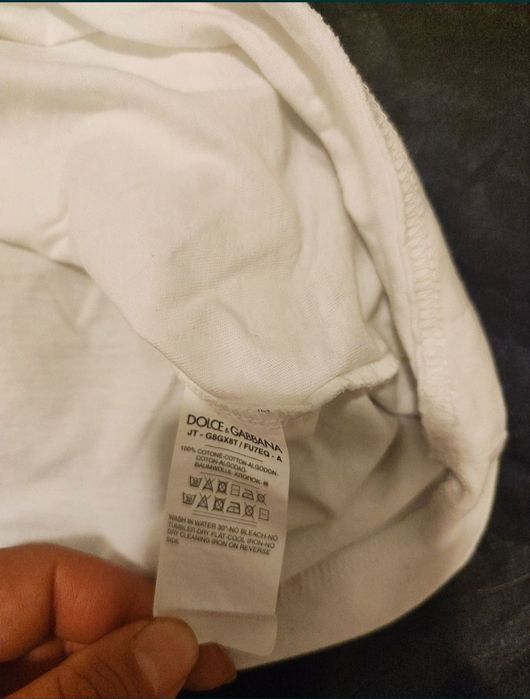 DOLCE & GABBANA
JT - G8GX8T / FU7EQ - A
100% COTONE-COTTON-ALGODON-
COTON-ALGODAO-
BAUMWOLLE-ХЛОПОК-棉
WASH IN WATER 30°-NO BLEACH-NO
TUMBLER-DRY FLAT-COOL IRON-NO
DRY CLEANING-IRON ON REVERSE